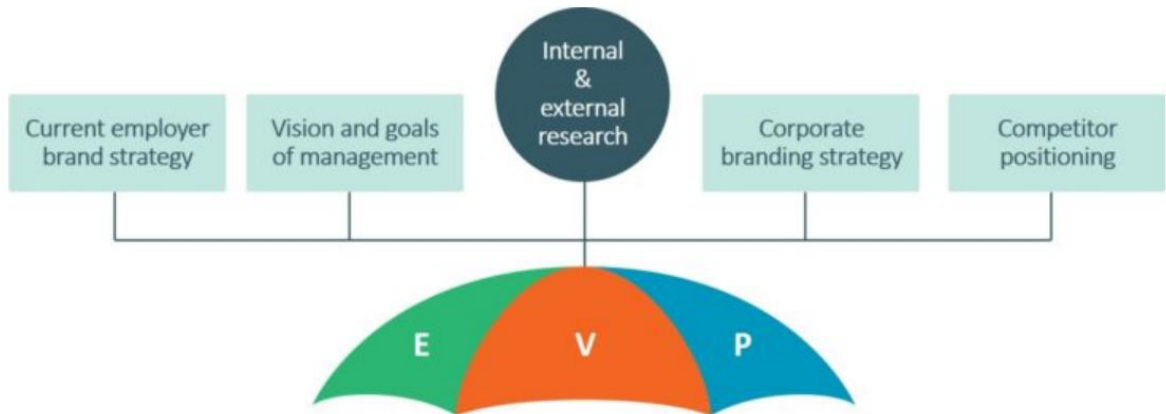 Internal
&
external
research
Current employer
brand strategy
Vision and goals
of management
Corporate
branding strategy
Competitor
positioning
E V P